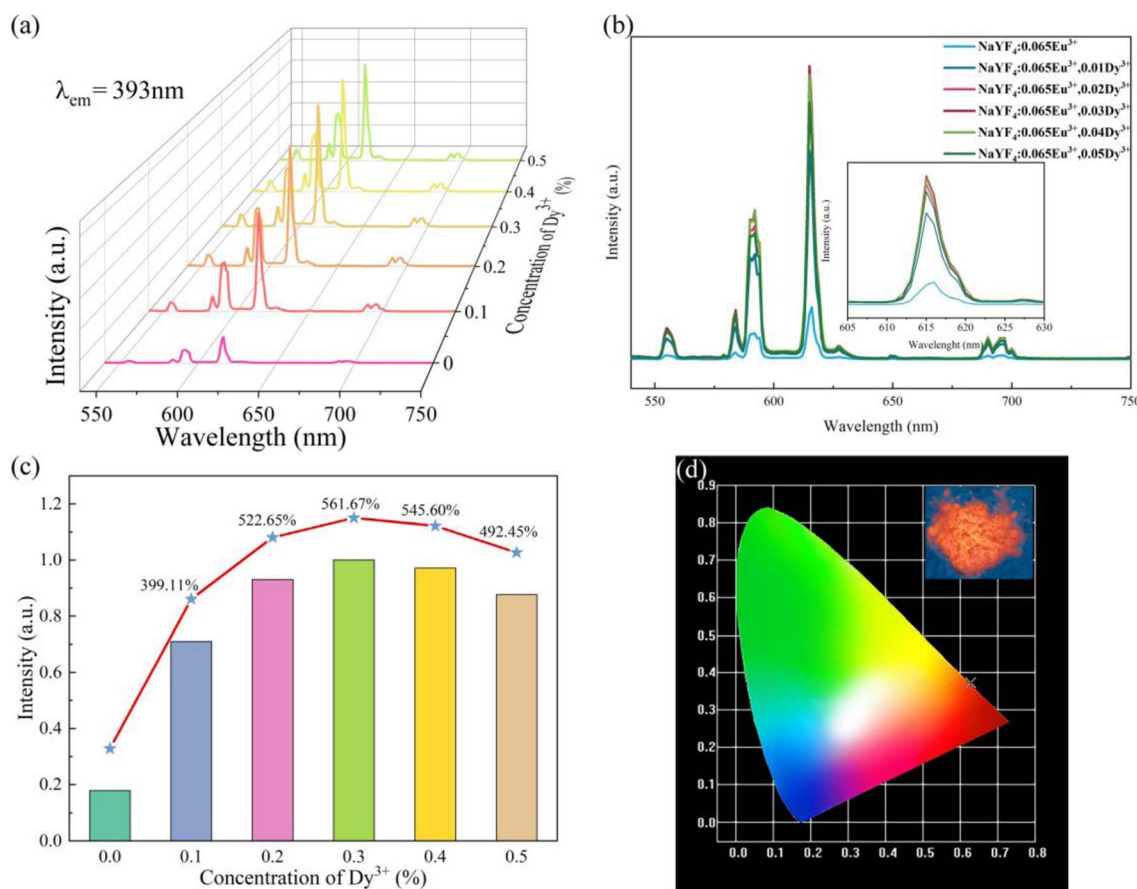 (a)
λem= 393nm
Intensity (a.u.)
550
600
650
700
750
Wavelength (nm)
0
0.1
0.2
0.3
0.4
0.5
Concentration of Dy³⁺ (%)
(b)
NaYF₄:0.065Eu³⁺
NaYF₄:0.065Eu³⁺,0.01Dy³⁺
NaYF₄:0.065Eu³⁺,0.02Dy³⁺
NaYF₄:0.065Eu³⁺,0.03Dy³⁺
NaYF₄:0.065Eu³⁺,0.04Dy³⁺
NaYF₄:0.065Eu³⁺,0.05Dy³⁺
Intensity (a.u.)
Intensity (a.u.)
605 610 615 620 625 630
Wavelenght (nm)
550 600 650 700 750
Wavelength (nm)
(c)
Intensity (a.u.)
1.2
1.0
0.8
0.6
0.4
0.2
0.0
399.11%
522.65%
561.67%
545.60%
492.45%
0.0 0.1 0.2 0.3 0.4 0.5
Concentration of Dy³⁺ (%)
(d)
0.9
0.8
0.7
0.6
0.5
0.4
0.3
0.2
0.1
0.0
0.0 0.1 0.2 0.3 0.4 0.5 0.6 0.7 0.8